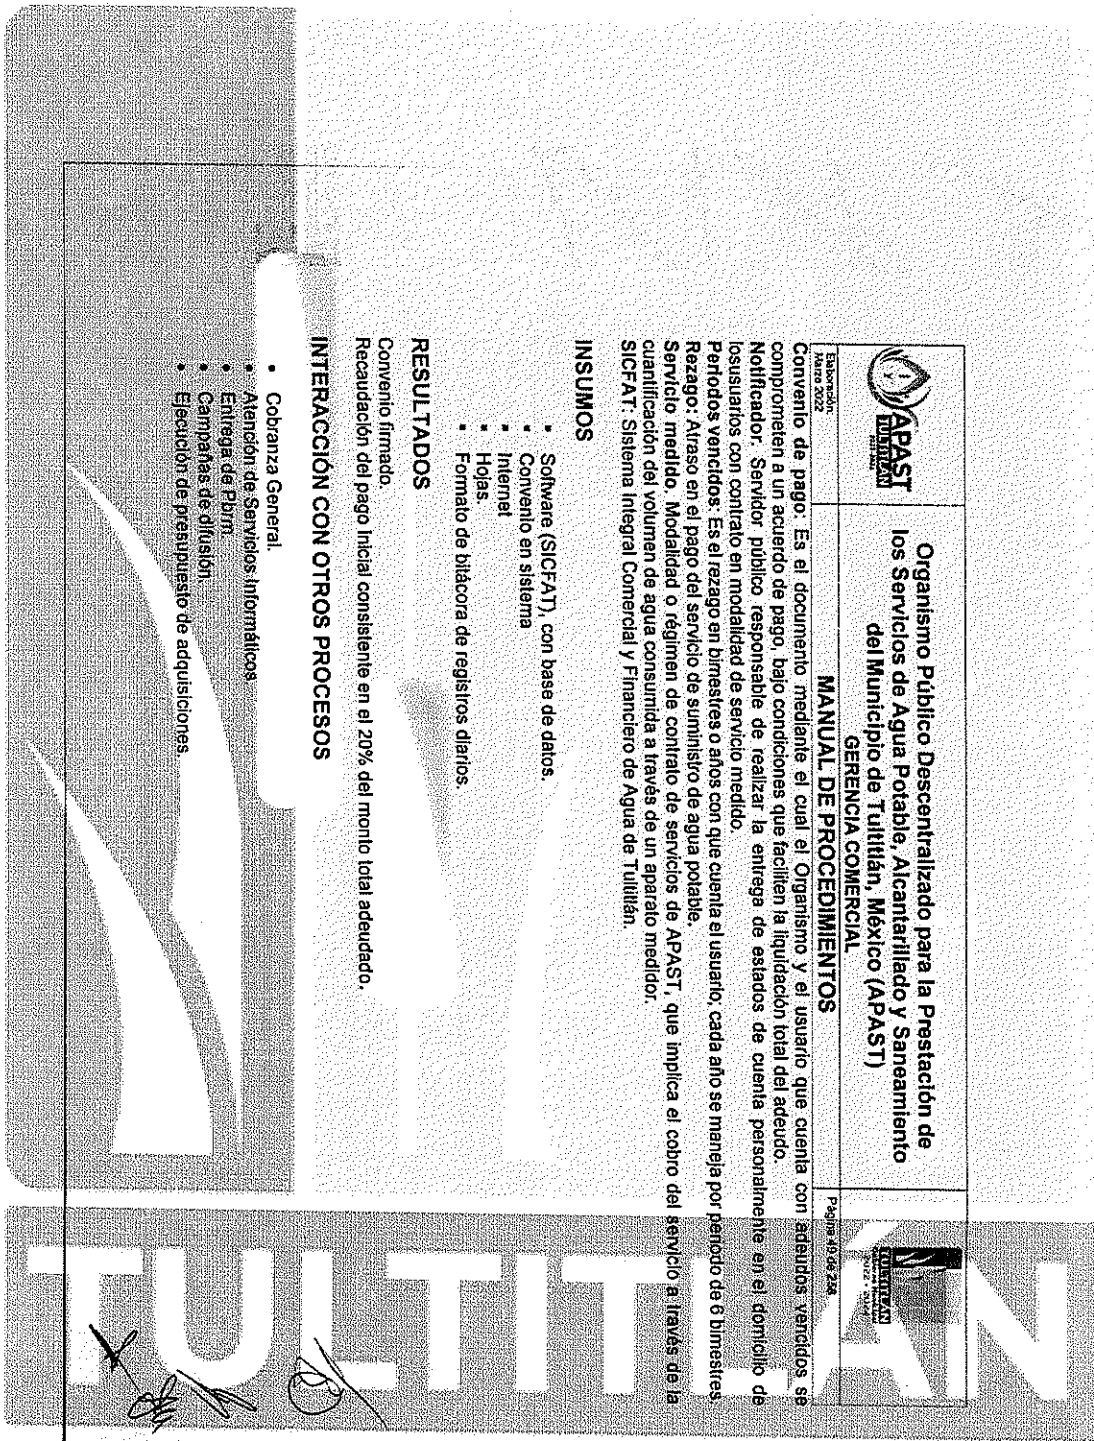 APAST
TULTITLÁN
Organismo Público Descentralizado para la Prestación de
los Servicios de Agua Potable, Alcantarillado y Saneamiento
del Municipio de Tultitlán, México (APAST)
GERENCIA COMERCIAL
TULTITLÁN
Elaboración:
Marzo 2022
MANUAL DE PROCEDIMIENTOS
Página 49 de 258
Convenio de pago: Es el documento mediante el cual el Organismo y el usuario que cuenta con adeudos vencidos se
comprometen a un acuerdo de pago, bajo condiciones que faciliten la liquidación total del adeudo.
Notificador. Servidor público responsable de realizar la entrega de estados de cuenta personalmente en el domicilio de
losusuarios con contrato en modalidad de servicio medido.
Periodos vencidos: Es el rezago en bimestres o años con que cuenta el usuario, cada año se maneja por periodo de 6 bimestres.
Rezago: Atraso en el pago del servicio de suministro de agua potable.
Servicio medido. Modalidad o régimen de contrato de servicios de APAST, que implica el cobro del servicio a través de la
cuantificación del volumen de agua consumida a través de un aparato medidor.
SICFAT: Sistema Integral Comercial y Financiero de Agua de Tultitlán.
INSUMOS
▪ Software (SICFAT), con base de datos.
▪ Convenio en sistema
▪ Internet
▪ Hojas.
▪ Formato de bitácora de registros diarios.
RESULTADOS
Convenio firmado.
Recaudación del pago Inicial consistente en el 20% del monto total adeudado.
INTERACCIÓN CON OTROS PROCESOS
• Cobranza General.
• Atención de Servicios Informáticos
• Entrega de Pbrm.
• Campañas de difusión.
• Ejecución de presupuesto de adquisiciones.
TULTITLÁN